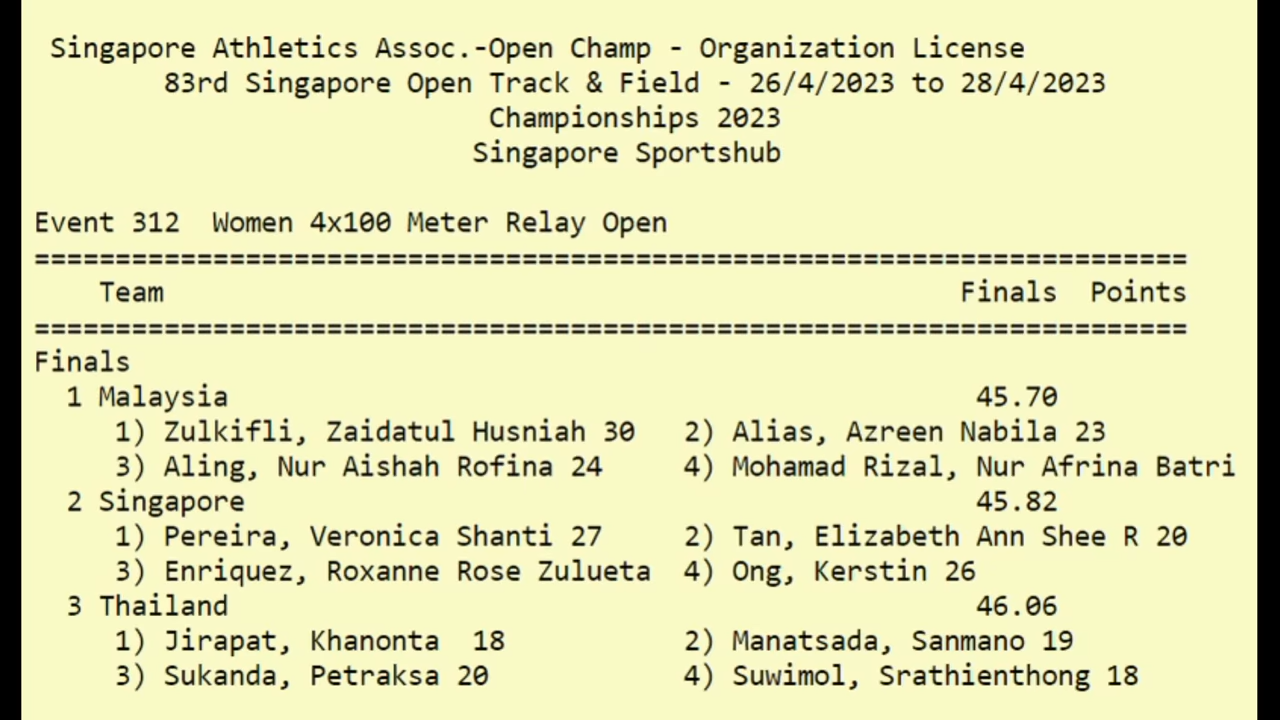 Singapore Athletics Assoc.-Open Champ - Organization License
83rd Singapore Open Track & Field - 26/4/2023 to 28/4/2023
Championships 2023
Singapore Sportshub
Event 312  Women 4x100 Meter Relay Open
=======================================================================
Team Finals  Points
=======================================================================
Finals
1 Malaysia 45.70
1) Zulkifli, Zaidatul Husniah 30 2) Alias, Azreen Nabila 23
3) Aling, Nur Aishah Rofina 24 4) Mohamad Rizal, Nur Afrina Batri
2 Singapore 45.82
1) Pereira, Veronica Shanti 27 2) Tan, Elizabeth Ann Shee R 20
3) Enriquez, Roxanne Rose Zulueta 4) Ong, Kerstin 26
3 Thailand 46.06
1) Jirapat, Khanonta  18 2) Manatsada, Sanmano 19
3) Sukanda, Petraksa 20 4) Suwimol, Srathienthong 18